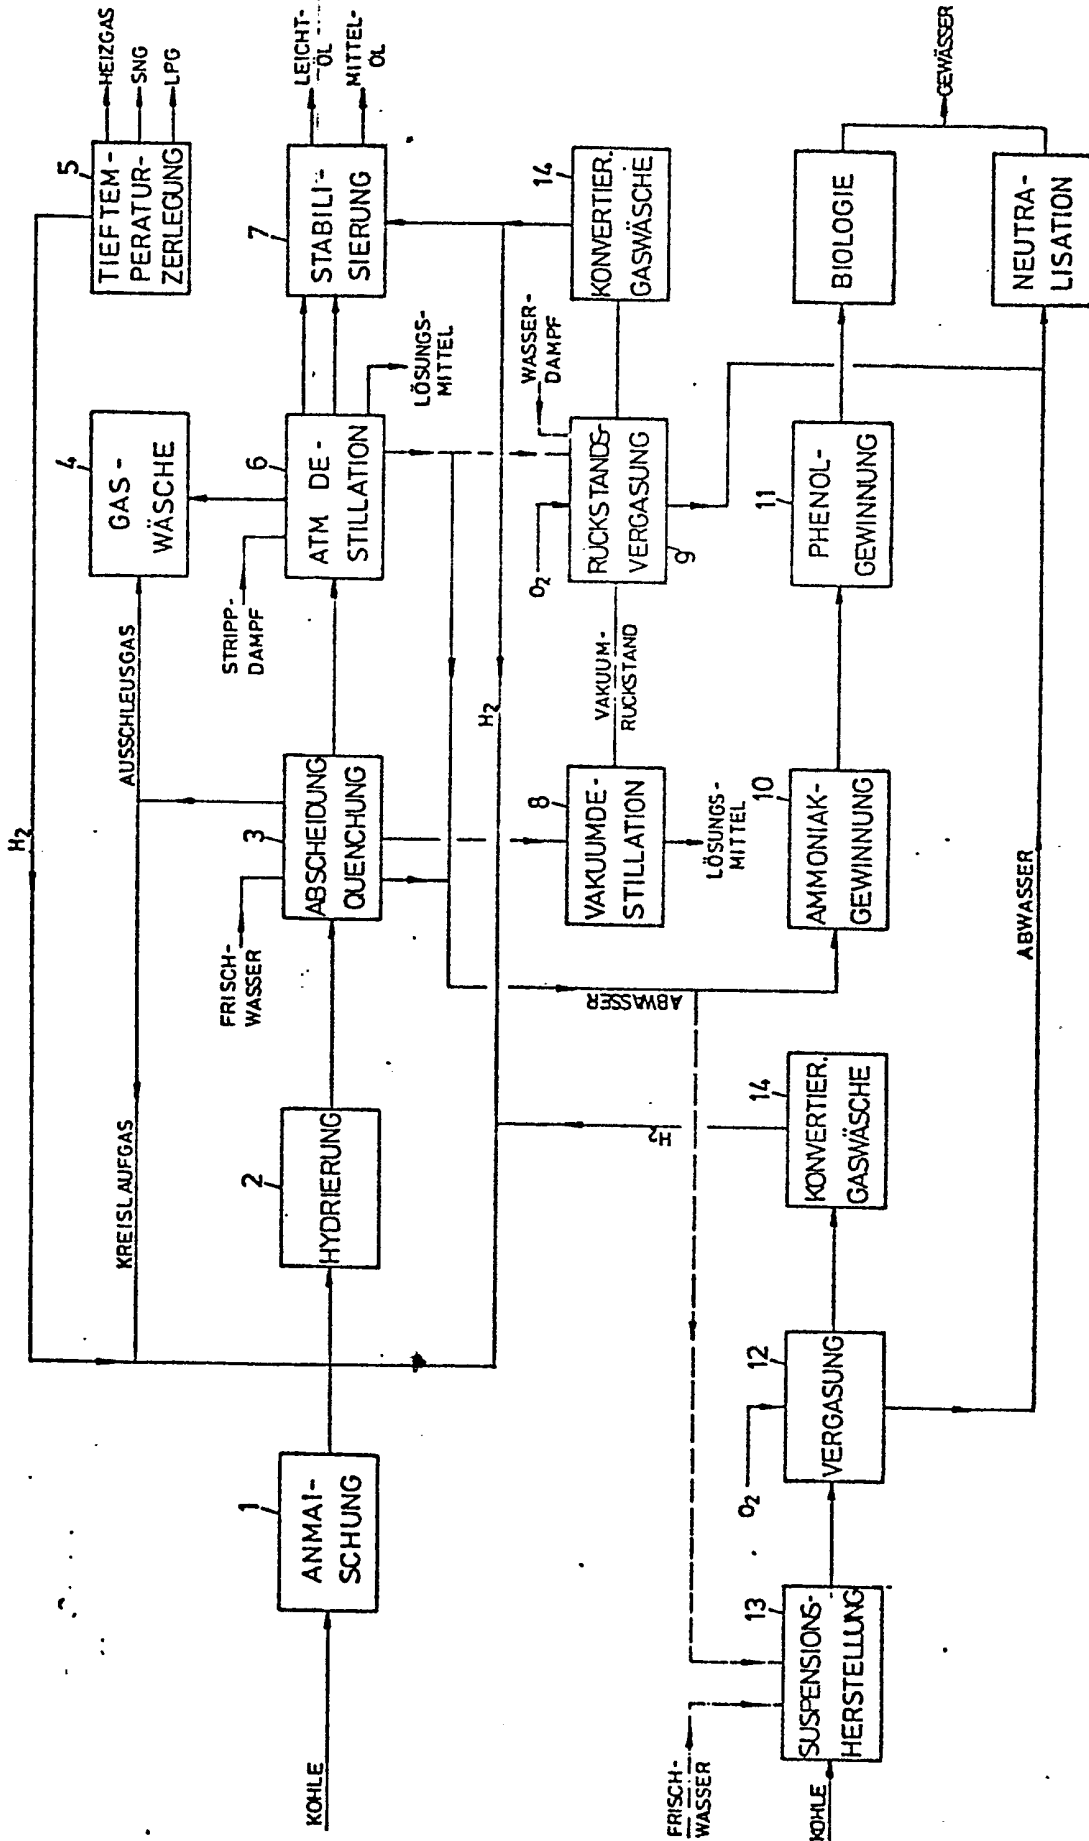 H2
KREISLAUFGAS
AUSSCHLEUSGAS
4
GAS-
WÄSCHE
5
TIEFTEM-
PERATUR-
ZERLEGUNG
HEIZGAS
SNG
LPG
KOHLE
1
ANMAI-
SCHUNG
2
HYDRIERUNG
FRISCH-
WASSER
3
ABSCHEIDUNG
QUENCHUNG
STRIPP-
DAMPF
6
ATM DE-
STILLATION
LÖSUNGS-
MITTEL
7
STABILI-
SIERUNG
LEICHT-
ÖL
MITTEL-
ÖL
H2
8
VAKUUMDE-
STILLATION
LÖSUNGS-
MITTEL
VAKUUM-
RUCKSTAND
O2
WASSER-
DAMPF
RUCKSTANDS-
VERGASUNG
9
14
KONVERTIER.
GASWÄSCHE
ABWASSER
H2
FRISCH-
WASSER
KOHLE
13
SUSPENSIONS-
HERSTELLUNG
O2
12
VERGASUNG
14
KONVERTIER.
GASWÄSCHE
10
AMMONIAK-
GEWINNUNG
11
PHENOL-
GEWINNUNG
BIOLOGIE
GEWÄSSER
ABWASSER
NEUTRA-
LISATION